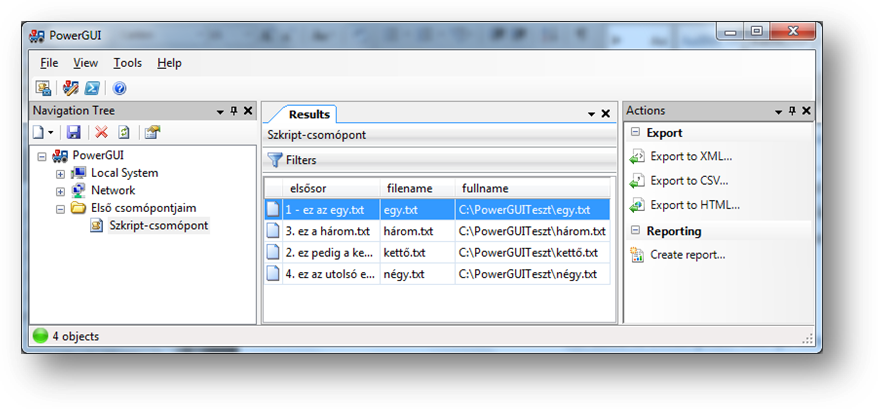 PowerGUI
File View Tools Help
Navigation Tree
PowerGUI
Local System
Network
Első csomópontjaim
Szkript-csomópont
Results
Szkript-csomópont
Filters
elsősor filename fullname
1 - ez az egy.txt egy.txt C:\PowerGUITeszt\egy.txt
3. ez a három.txt három.txt C:\PowerGUITeszt\három.txt
2. ez pedig a ke... kettő.txt C:\PowerGUITeszt\kettő.txt
4. ez az utolsó e... négy.txt C:\PowerGUITeszt\négy.txt
Actions
Export
Export to XML...
Export to CSV...
Export to HTML...
Reporting
Create report...
4 objects